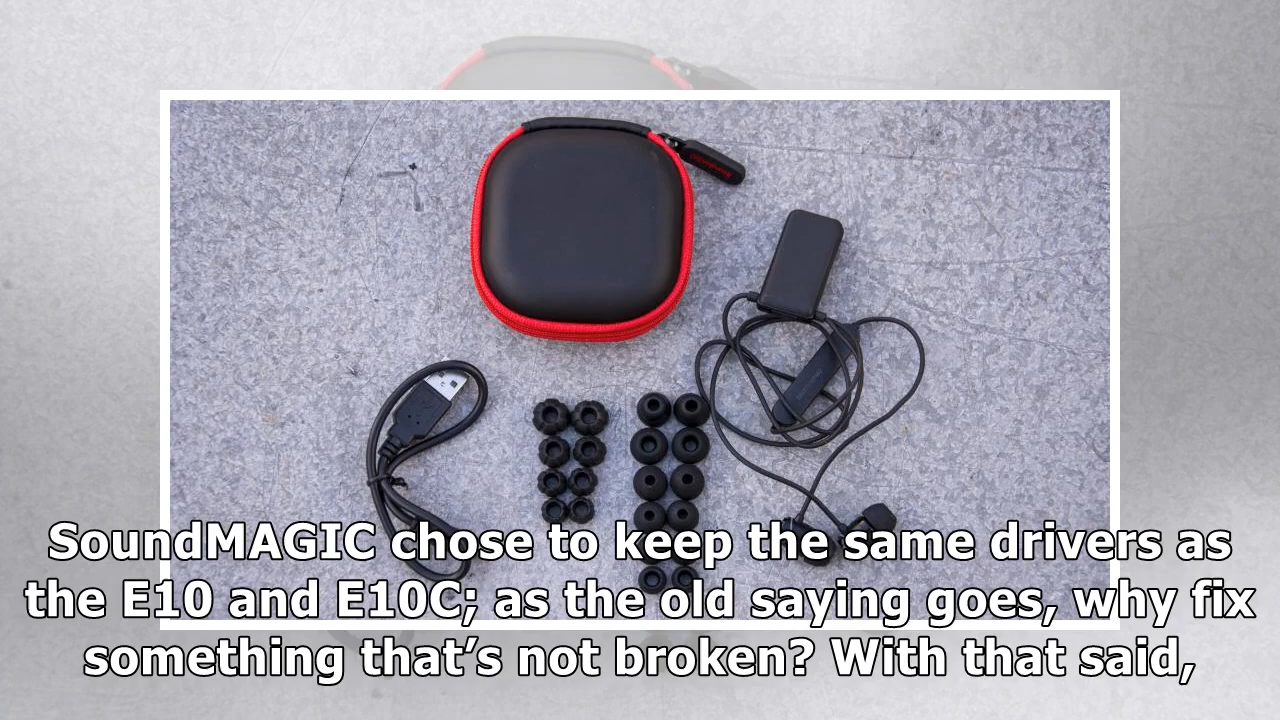 SoundMAGIC chose to keep the same drivers as
the E10 and E10C; as the old saying goes, why fix
something that’s not broken? With that said,